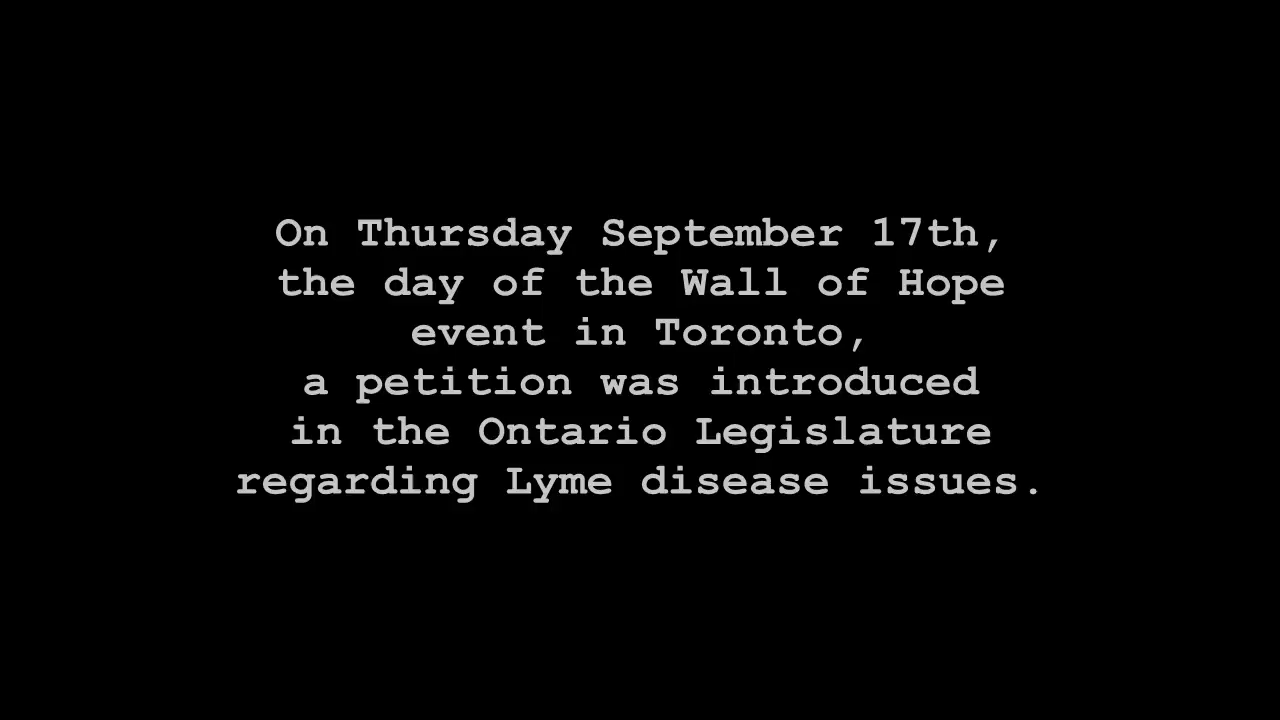 On Thursday September 17th,
the day of the Wall of Hope
event in Toronto,
a petition was introduced
in the Ontario Legislature
regarding Lyme disease issues.